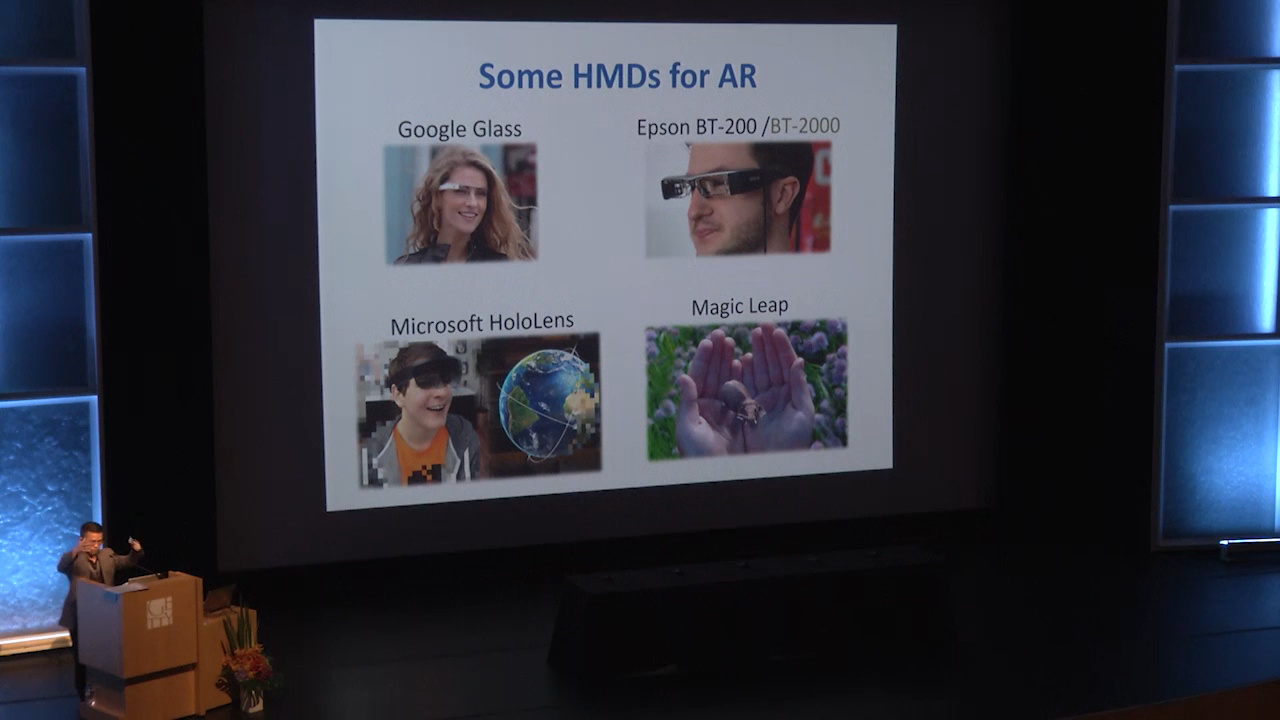 Some HMDs for AR
Google Glass
Epson BT-200 /BT-2000
Microsoft HoloLens
Magic Leap